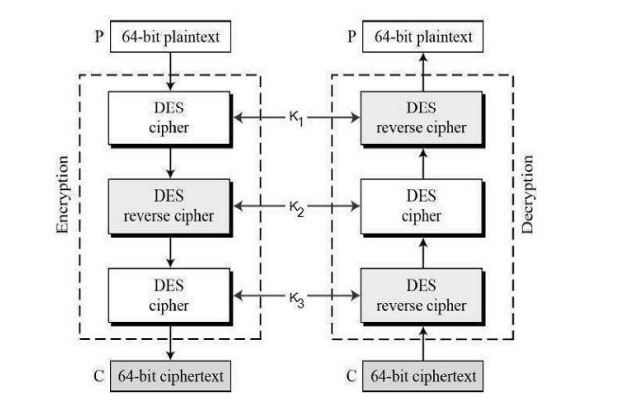 P 64-bit plaintext
DES
cipher
DES
reverse cipher
DES
cipher
C 64-bit ciphertext
Encryption
K1
K2
K3
P 64-bit plaintext
DES
reverse cipher
DES
cipher
DES
reverse cipher
C 64-bit ciphertext
Decryption